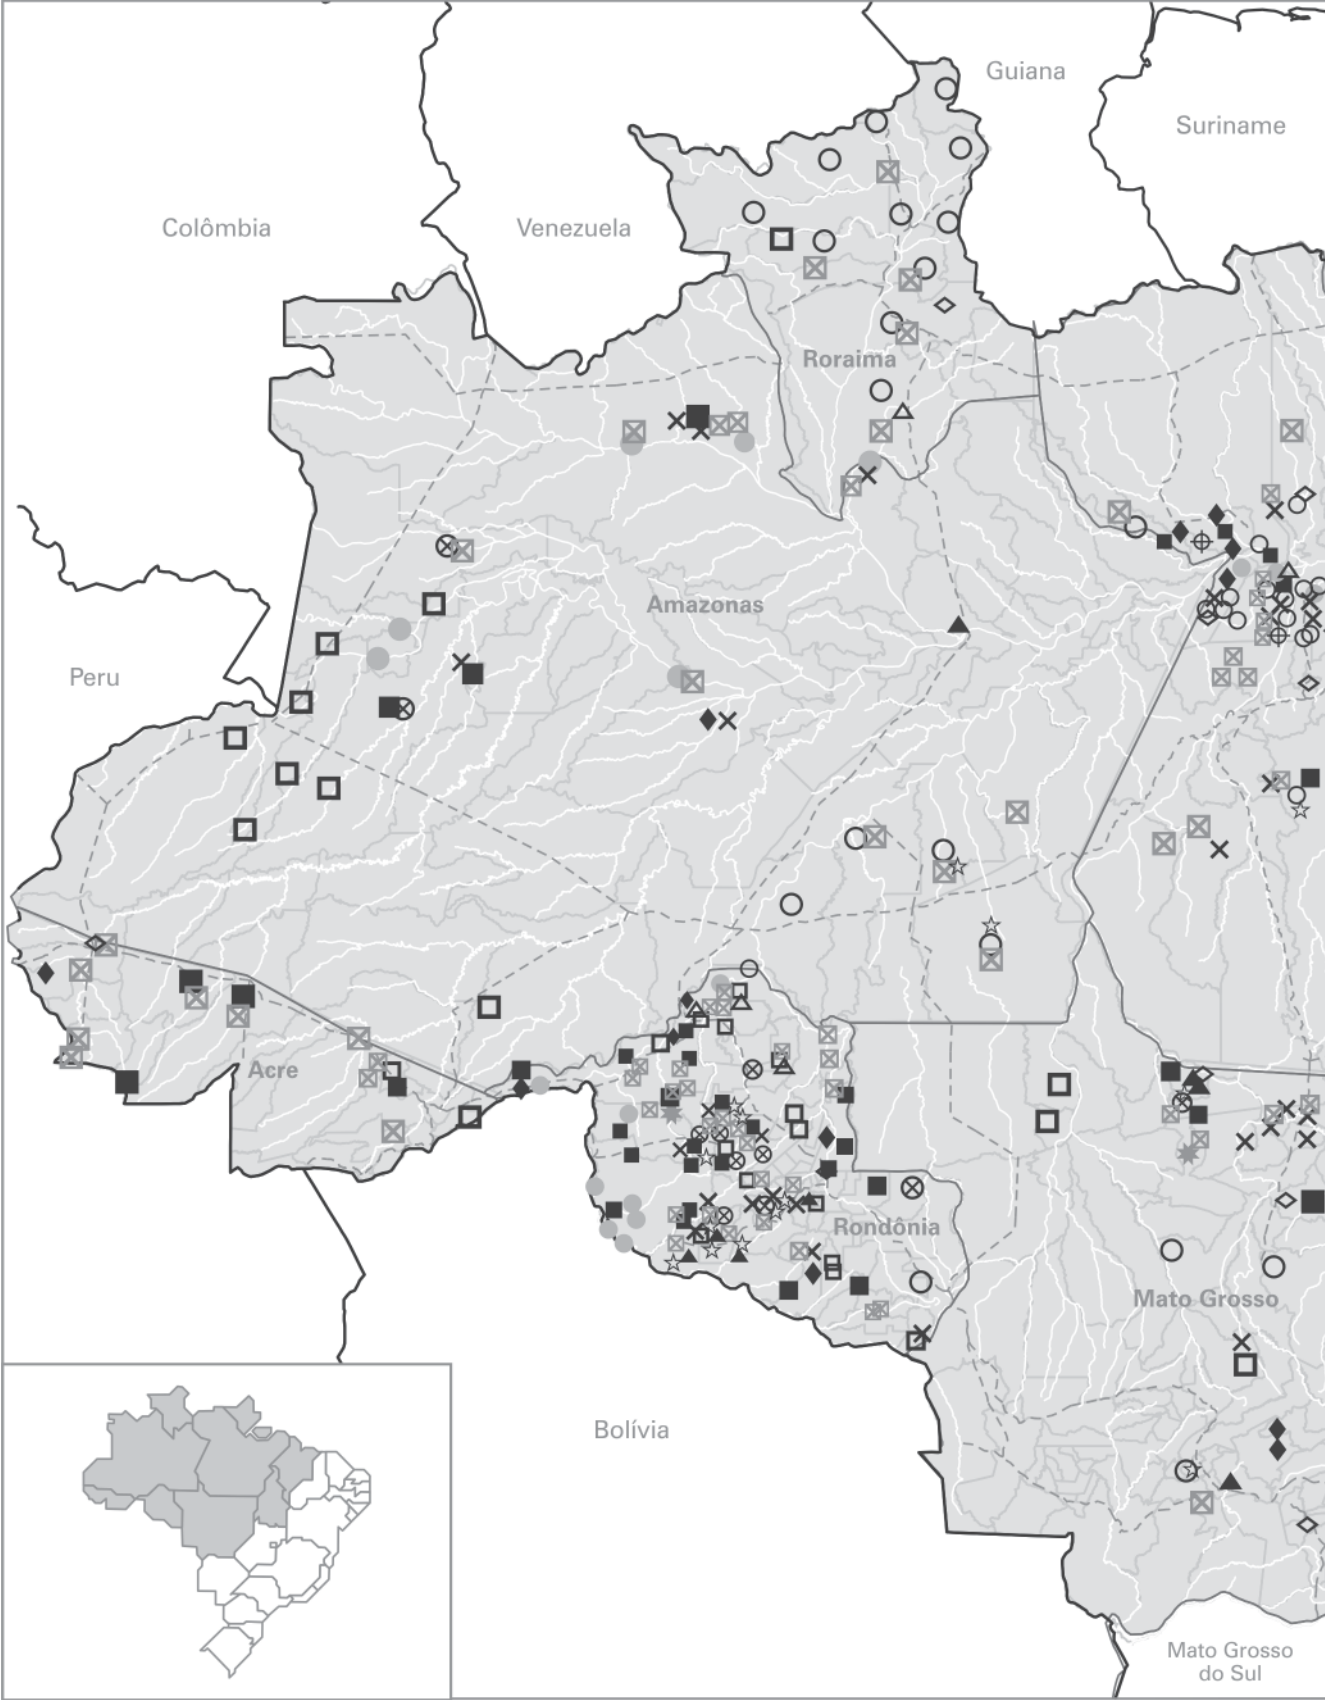 Guiana
Suriname
Colômbia
Venezuela
Roraima
Amazonas
Peru
Acre
Rondônia
Mato Grosso
Bolívia
Mato Grosso
do Sul